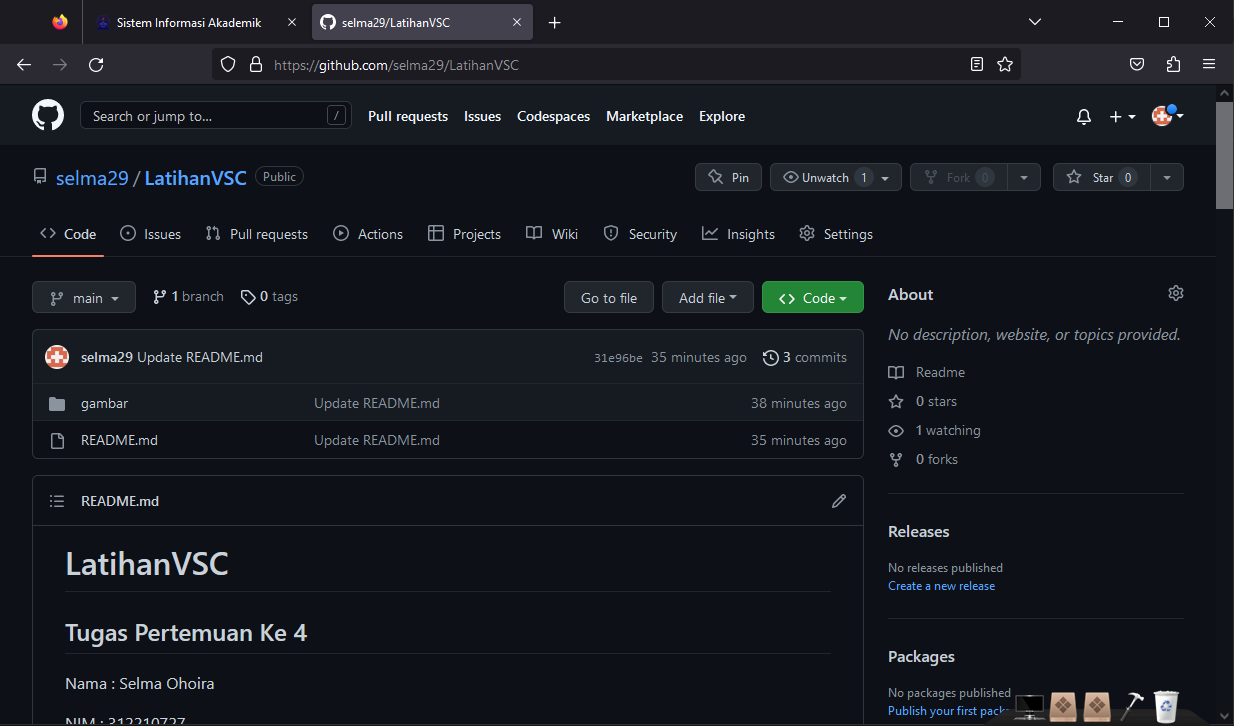 Sistem Informasi Akademik
selma29/LatihanVSC
https://github.com/selma29/LatihanVSC
Search or jump to... /
Pull requests Issues Codespaces Marketplace Explore
selma29 / LatihanVSC Public
Pin
Unwatch 1
Fork 0
Star 0
Code Issues Pull requests Actions Projects Wiki Security Insights Settings
main 1 branch 0 tags
Go to file Add file Code
selma29 Update README.md 31e96be 35 minutes ago 3 commits
gambar Update README.md 38 minutes ago
README.md Update README.md 35 minutes ago
README.md
LatihanVSC
Tugas Pertemuan Ke 4
Nama : Selma Ohoira
NIM : 312210727
About
No description, website, or topics provided.
Readme
0 stars
1 watching
0 forks
Releases
No releases published
Create a new release
Packages
No packages published
Publish your first pack